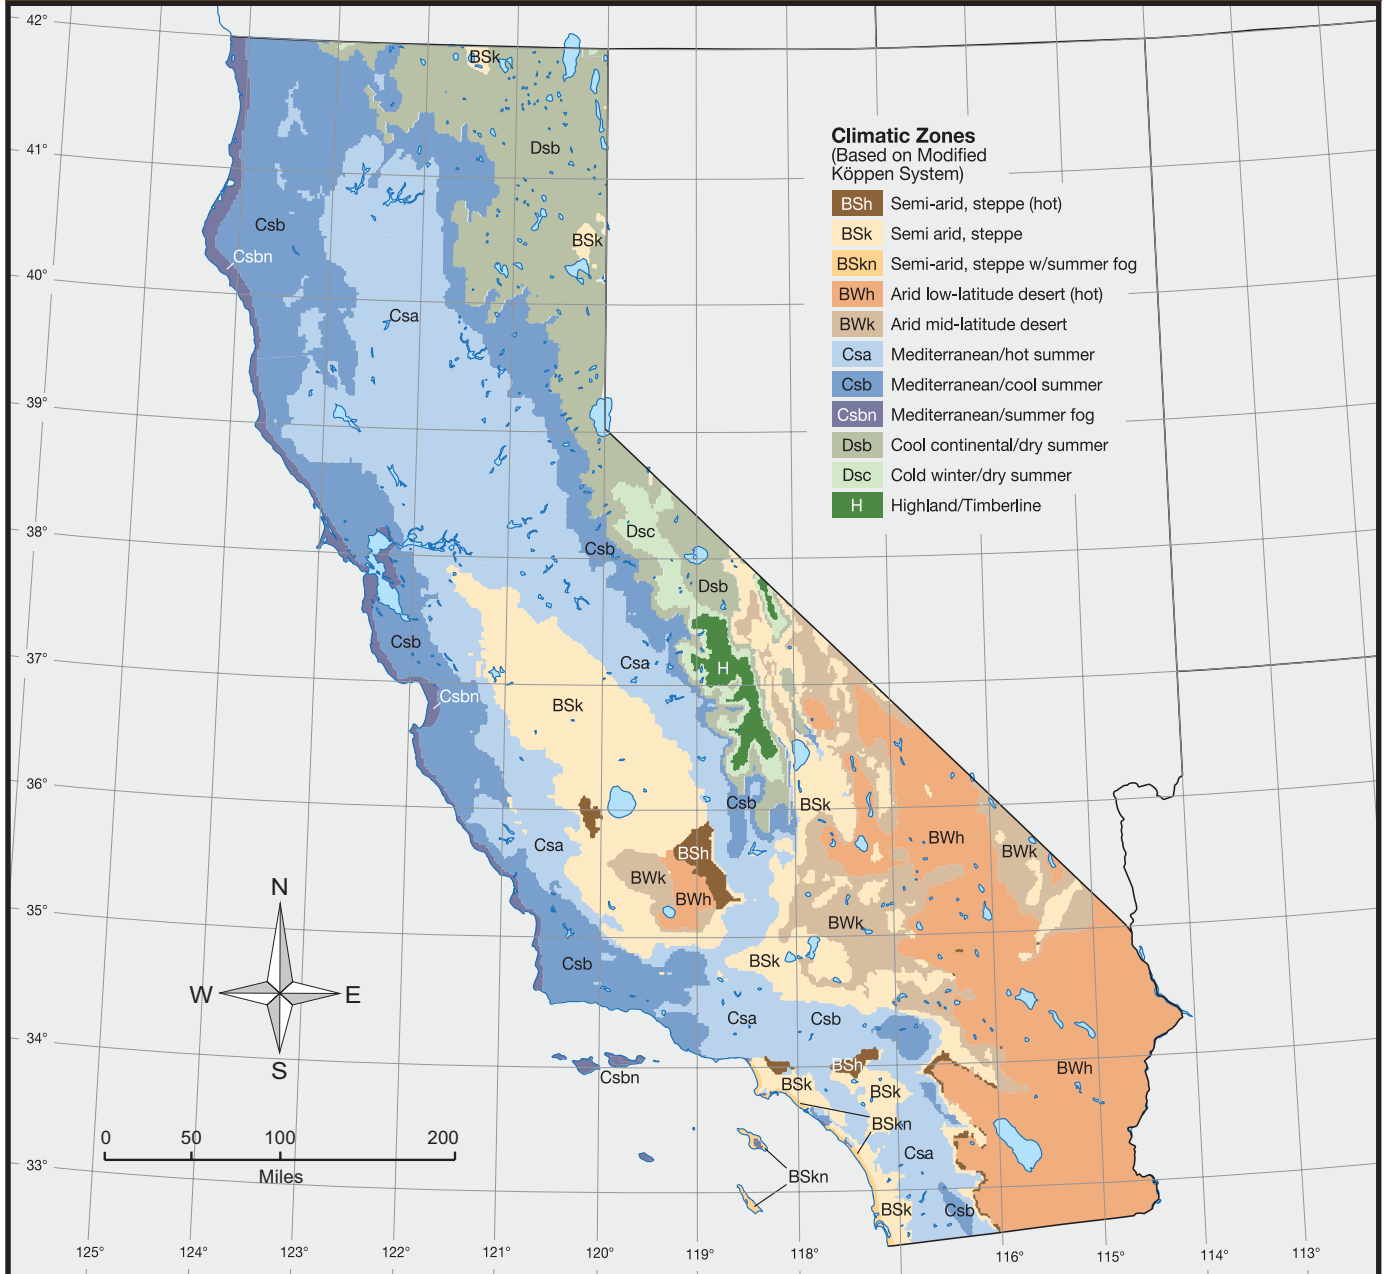 42°
BSk
Climatic Zones
(Based on Modified
Köppen System)
41°
Dsb
BSh Semi-arid, steppe (hot)
Csb
BSk Semi arid, steppe
BSk
Csbn
BSkn Semi-arid, steppe w/summer fog
40°
BWh Arid low-latitude desert (hot)
Csa
BWk Arid mid-latitude desert
Csa Mediterranean/hot summer
Csb Mediterranean/cool summer
39°
Csbn Mediterranean/summer fog
Dsb Cool continental/dry summer
Dsc Cold winter/dry summer
H Highland/Timberline
38°
Dsc
Csb
Dsb
Csb
37°
Csa
H
Csbn
BSk
36°
Csb
BSk
BWh
Csa
BSh
BWk
BWk
N
BWh
35°
BWk
Csb
BSk
W E
Csa
Csb
34°
S
Csbn
BSh
BWh
BSk
BSk
BSkn
0 50 100 200
Csa
33°
Miles
BSkn
BSk
Csb
125° 124° 123° 122° 121° 120° 119° 118° 116° 115° 114° 113°